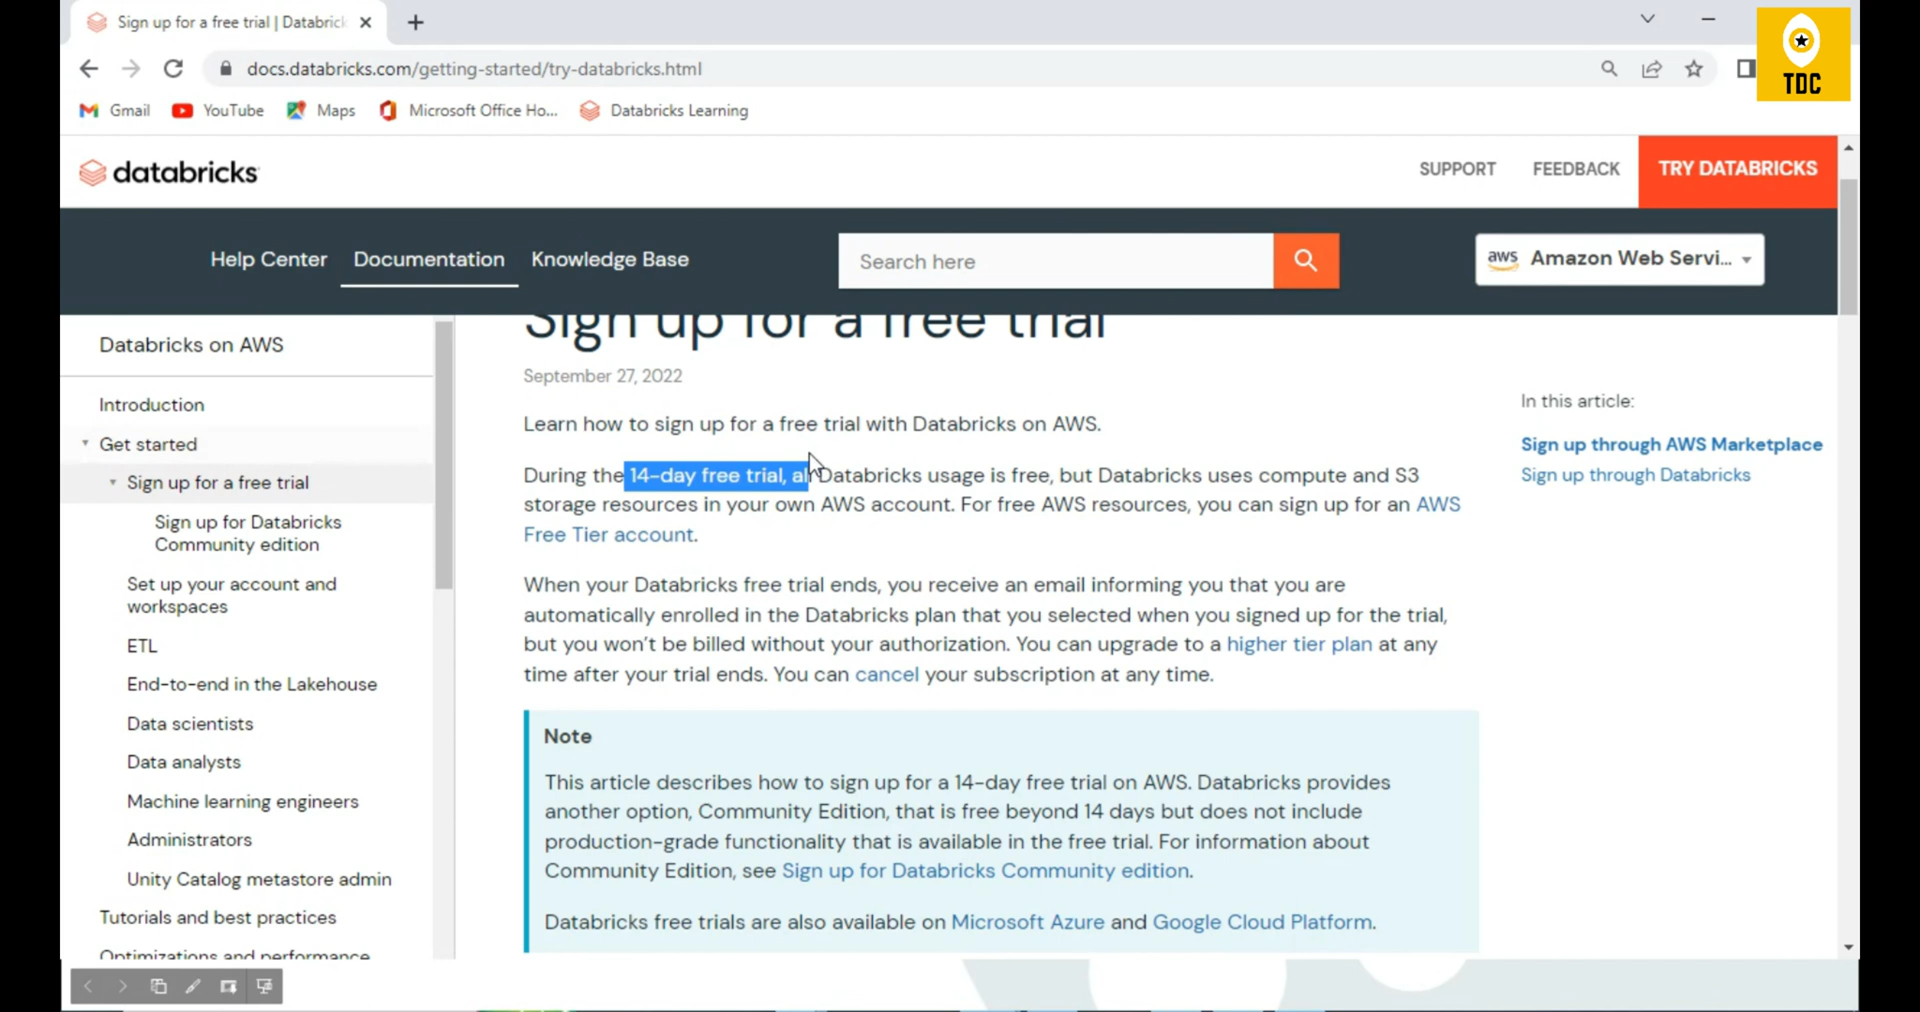 Sign up for a free trial | Databrick
TDC
docs.databricks.com/getting-started/try-databricks.html
Gmail
YouTube
Maps
Microsoft Office Ho...
Databricks Learning
databricks
SUPPORT
FEEDBACK
TRY DATABRICKS
Help Center
Documentation
Knowledge Base
Search here
aws
Amazon Web Servi...
Databricks on AWS
Introduction
Get started
Sign up for a free trial
Sign up for Databricks
Community edition
Set up your account and
workspaces
ETL
End-to-end in the Lakehouse
Data scientists
Data analysts
Machine learning engineers
Administrators
Unity Catalog metastore admin
Tutorials and best practices
Optimizations and performance
Sign up for a free trial
September 27, 2022
Learn how to sign up for a free trial with Databricks on AWS.
During the 14-day free trial, all Databricks usage is free, but Databricks uses compute and S3
storage resources in your own AWS account. For free AWS resources, you can sign up for an AWS
Free Tier account.
When your Databricks free trial ends, you receive an email informing you that you are
automatically enrolled in the Databricks plan that you selected when you signed up for the trial,
but you won't be billed without your authorization. You can upgrade to a higher tier plan at any
time after your trial ends. You can cancel your subscription at any time.
Note
This article describes how to sign up for a 14-day free trial on AWS. Databricks provides
another option, Community Edition, that is free beyond 14 days but does not include
production-grade functionality that is available in the free trial. For information about
Community Edition, see Sign up for Databricks Community edition.
Databricks free trials are also available on Microsoft Azure and Google Cloud Platform.
In this article:
Sign up through AWS Marketplace
Sign up through Databricks